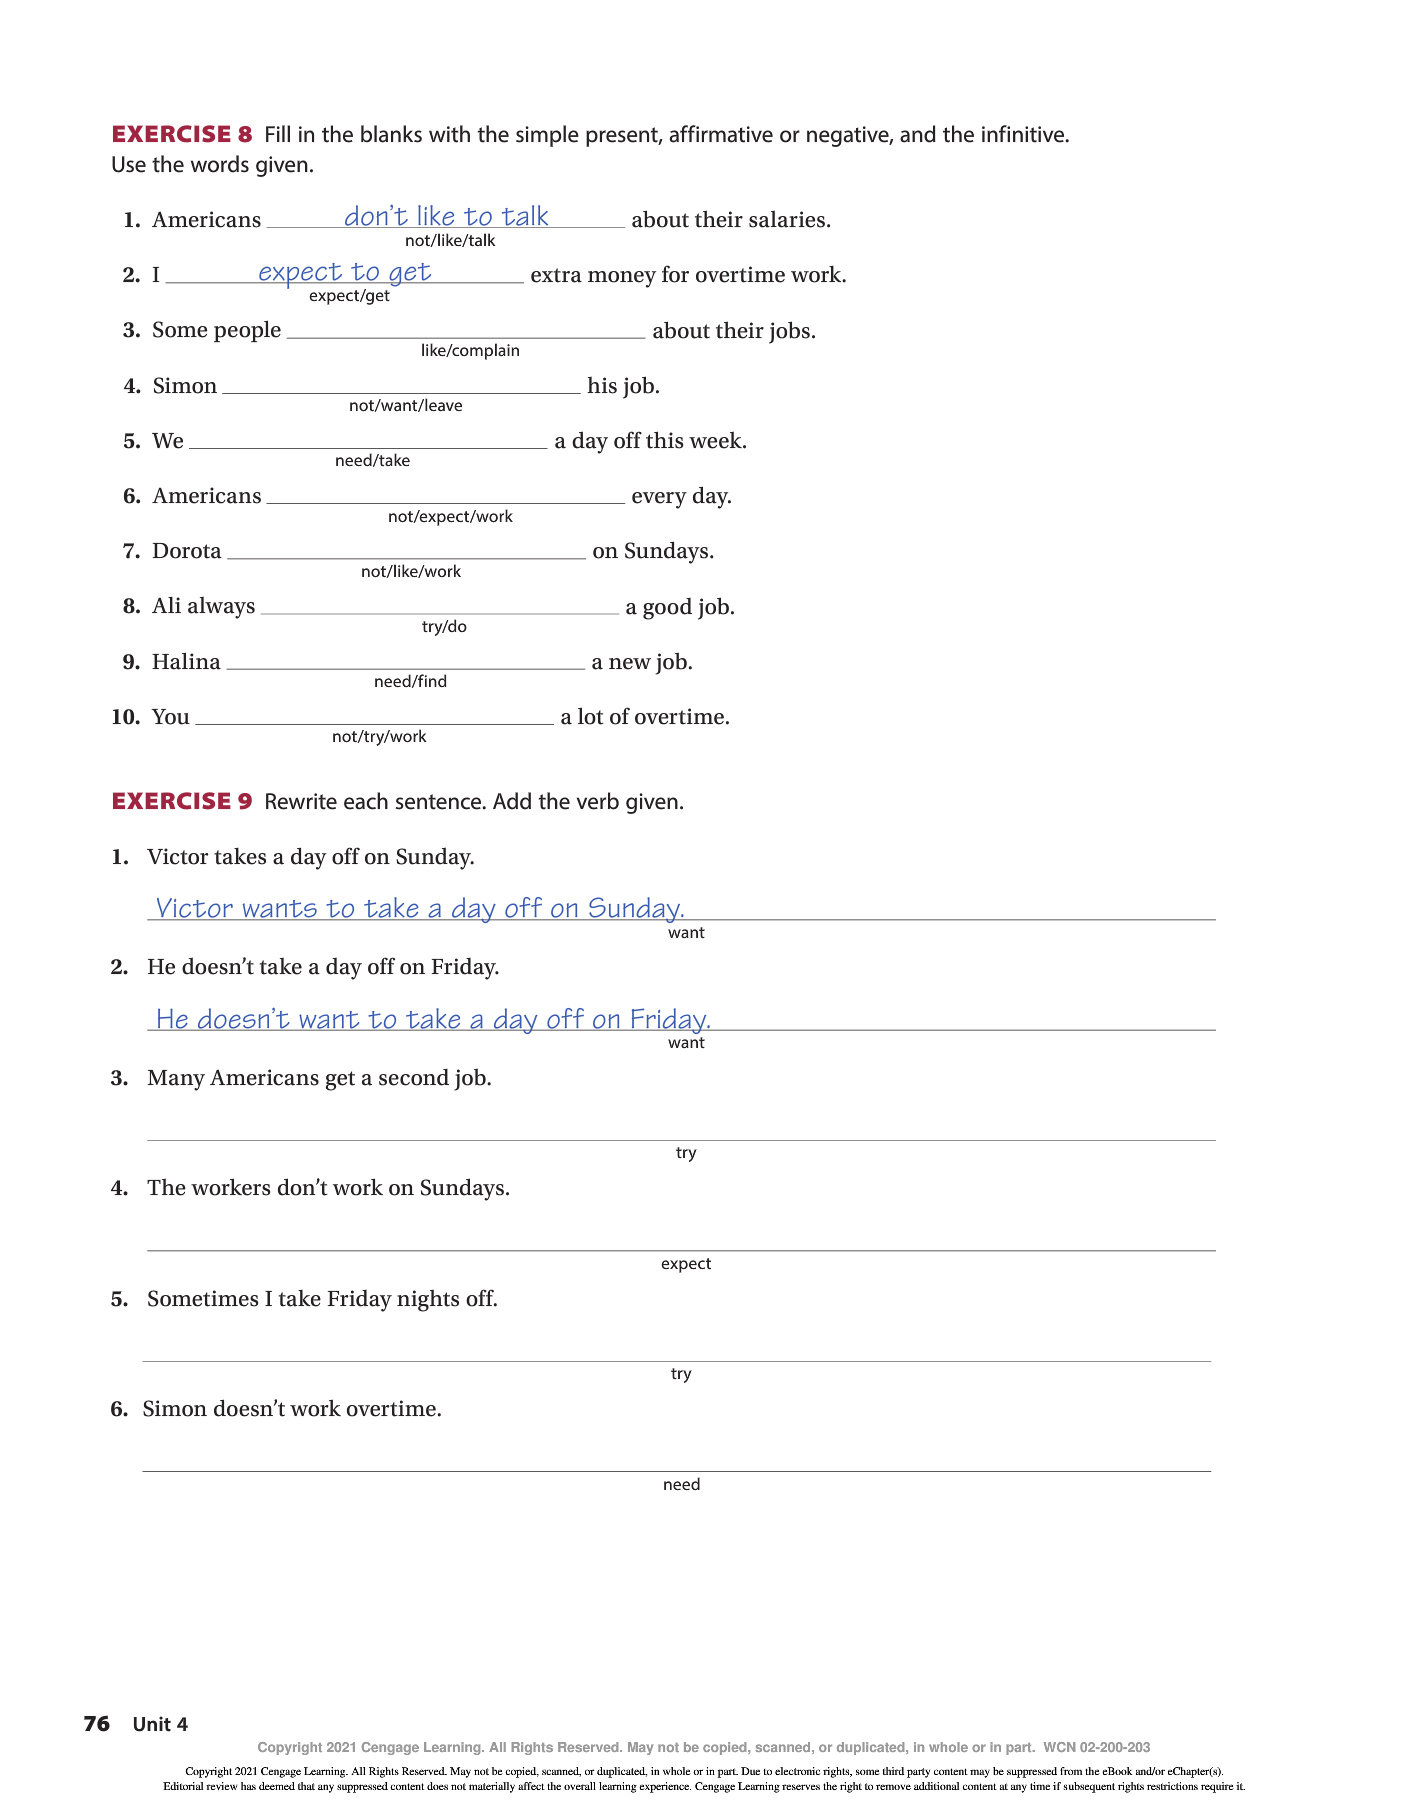 EXERCISE 8 Fill in the blanks with the simple present, affirmative or negative, and the infinitive.
Use the words given.
1. Americans don't like to talk about their salaries.
not/like/talk
2. I expect to get extra money for overtime work.
expect/get
3. Some people about their jobs.
like/complain
4. Simon his job.
not/want/leave
5. We a day off this week.
need/take
6. Americans every day.
not/expect/work
7. Dorota on Sundays.
not/like/work
8. Ali always a good job.
try/do
9. Halina a new job.
need/find
10. You a lot of overtime.
not/try/work
EXERCISE 9 Rewrite each sentence. Add the verb given.
1. Victor takes a day off on Sunday.
Victor wants to take a day off on Sunday.
want
2. He doesn't take a day off on Friday.
He doesn't want to take a day off on Friday.
want
3. Many Americans get a second job.
try
4. The workers don't work on Sundays.
expect
5. Sometimes I take Friday nights off.
try
6. Simon doesn't work overtime.
need
76 Unit 4
Copyright 2021 Cengage Learning. All Rights Reserved. May not be copied, scanned, or duplicated, in whole or in part. WCN 02-200-203
Copyright 2021 Cengage Learning. All Rights Reserved. May not be copied, scanned, or duplicated, in whole or in part. Due to electronic rights, some third party content may be suppressed from the eBook and/or eChapter(s).
Editorial review has deemed that any suppressed content does not materially affect the overall learning experience. Cengage Learning reserves the right to remove additional content at any time if subsequent rights restrictions require it.